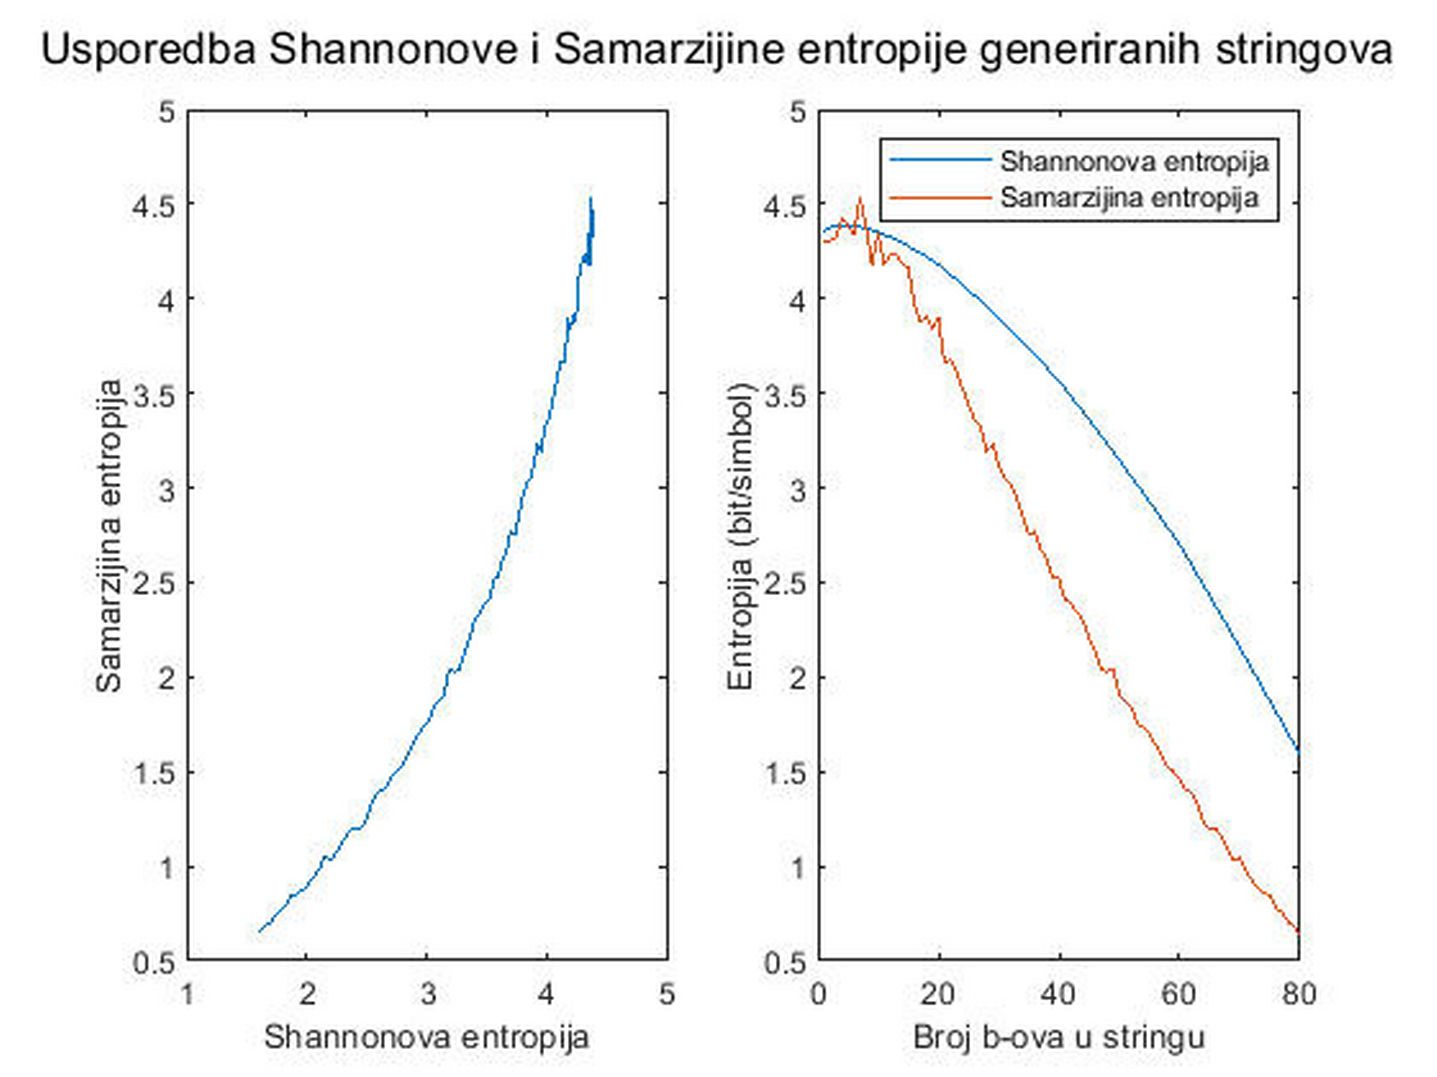 Usporedba Shannonove i Samarzijine entropije generiranih stringova
5
4.5
4
3.5
3
2.5
2
1.5
1
0.5
1 2 3 4 5
Samarzijina entropija
Shannonova entropija
5
4.5
4
3.5
3
2.5
2
1.5
1
0.5
0 20 40 60 80
Entropija (bit/simbol)
Broj b-ova u stringu
Shannonova entropija
Samarzijina entropija